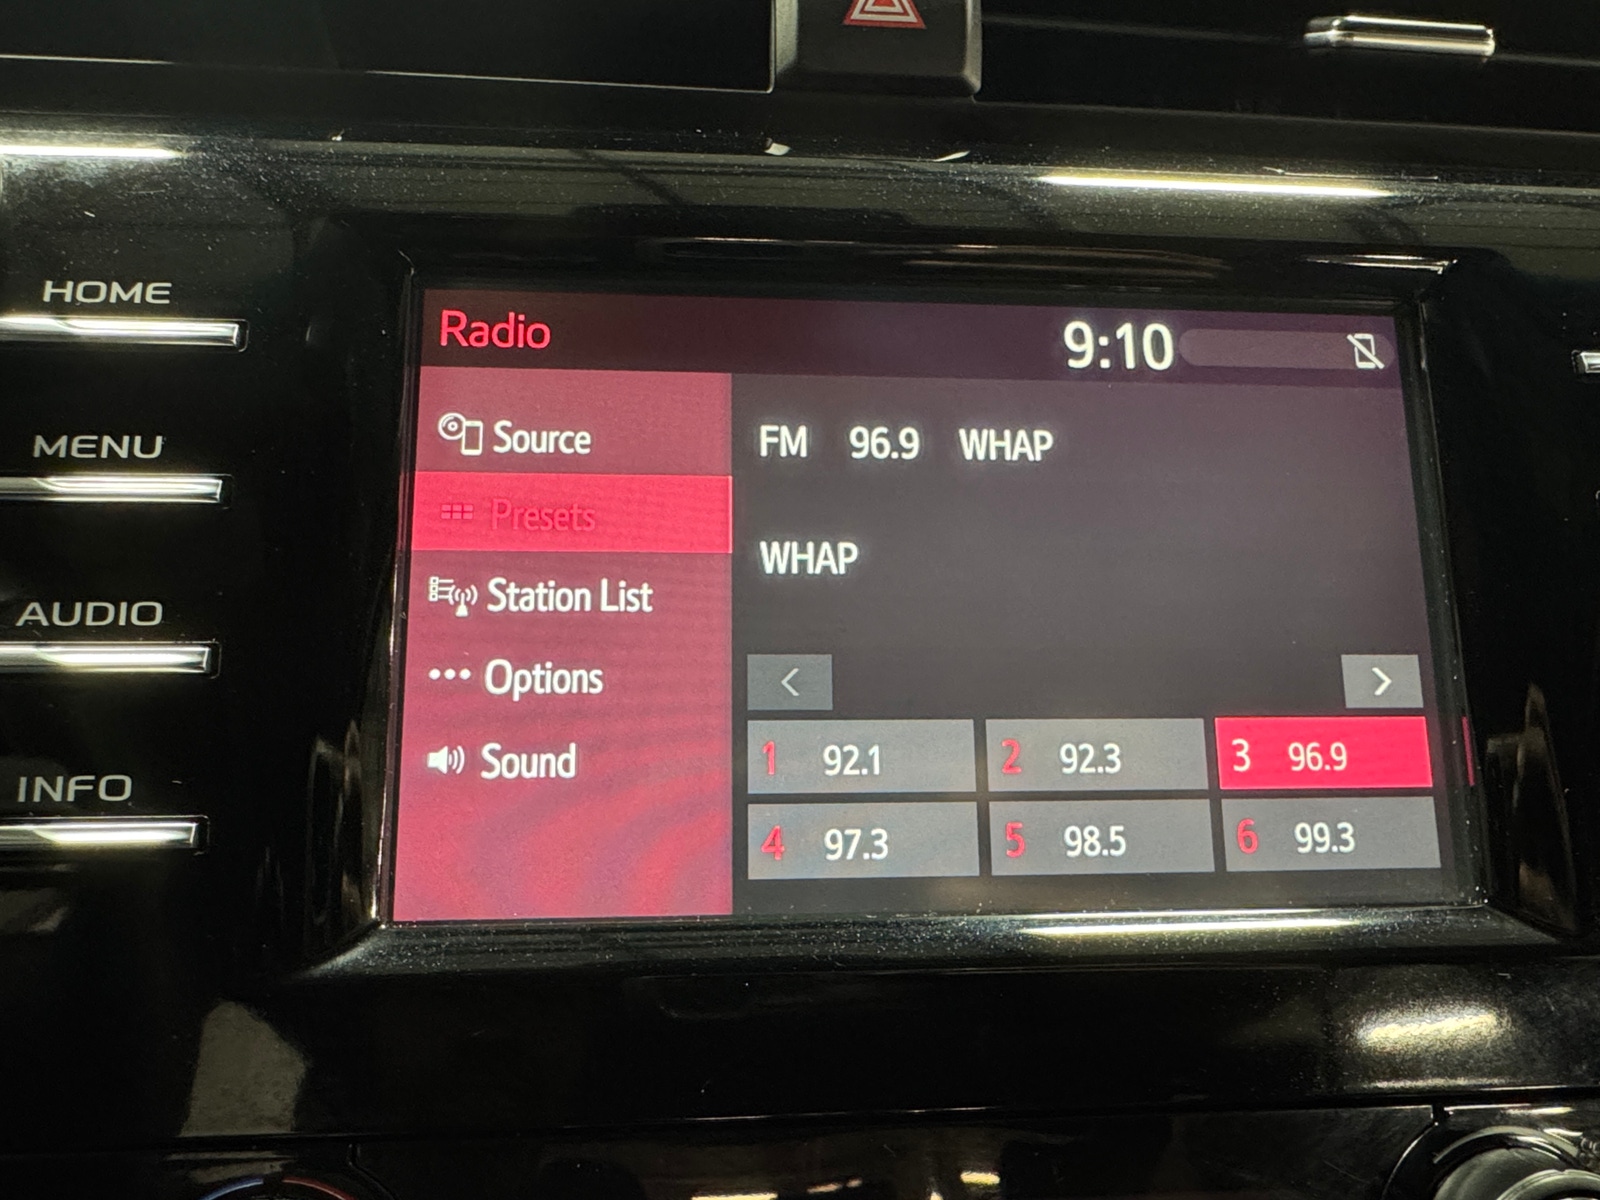 HOME
MENU
AUDIO
INFO
Radio 9:10
Source
Presets
Station List
Options
Sound
FM 96.9 WHAP
WHAP
< >
1 92.1 2 92.3 3 96.9
4 97.3 5 98.5 6 99.3